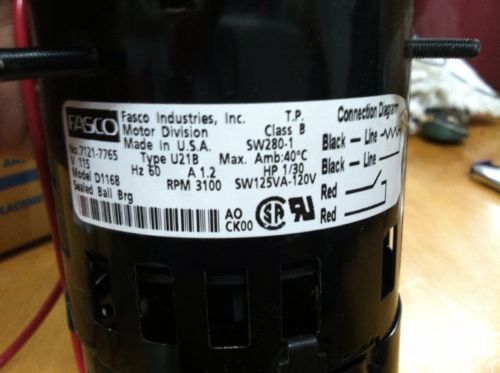 FASCO
Fasco Industries, Inc. T.P.
Motor Division Class B
Made in U.S.A. SW280-1
No. 7121-7765 Type U21B Max. Amb:40°C
V 115 Hz 60 A 1.2 HP 1/30
Model D1168 RPM 3100 SW125VA-120V
Sealed Ball Brg
AO
CK00
Connection Diagram
Black Line
Black Line
Red
Red